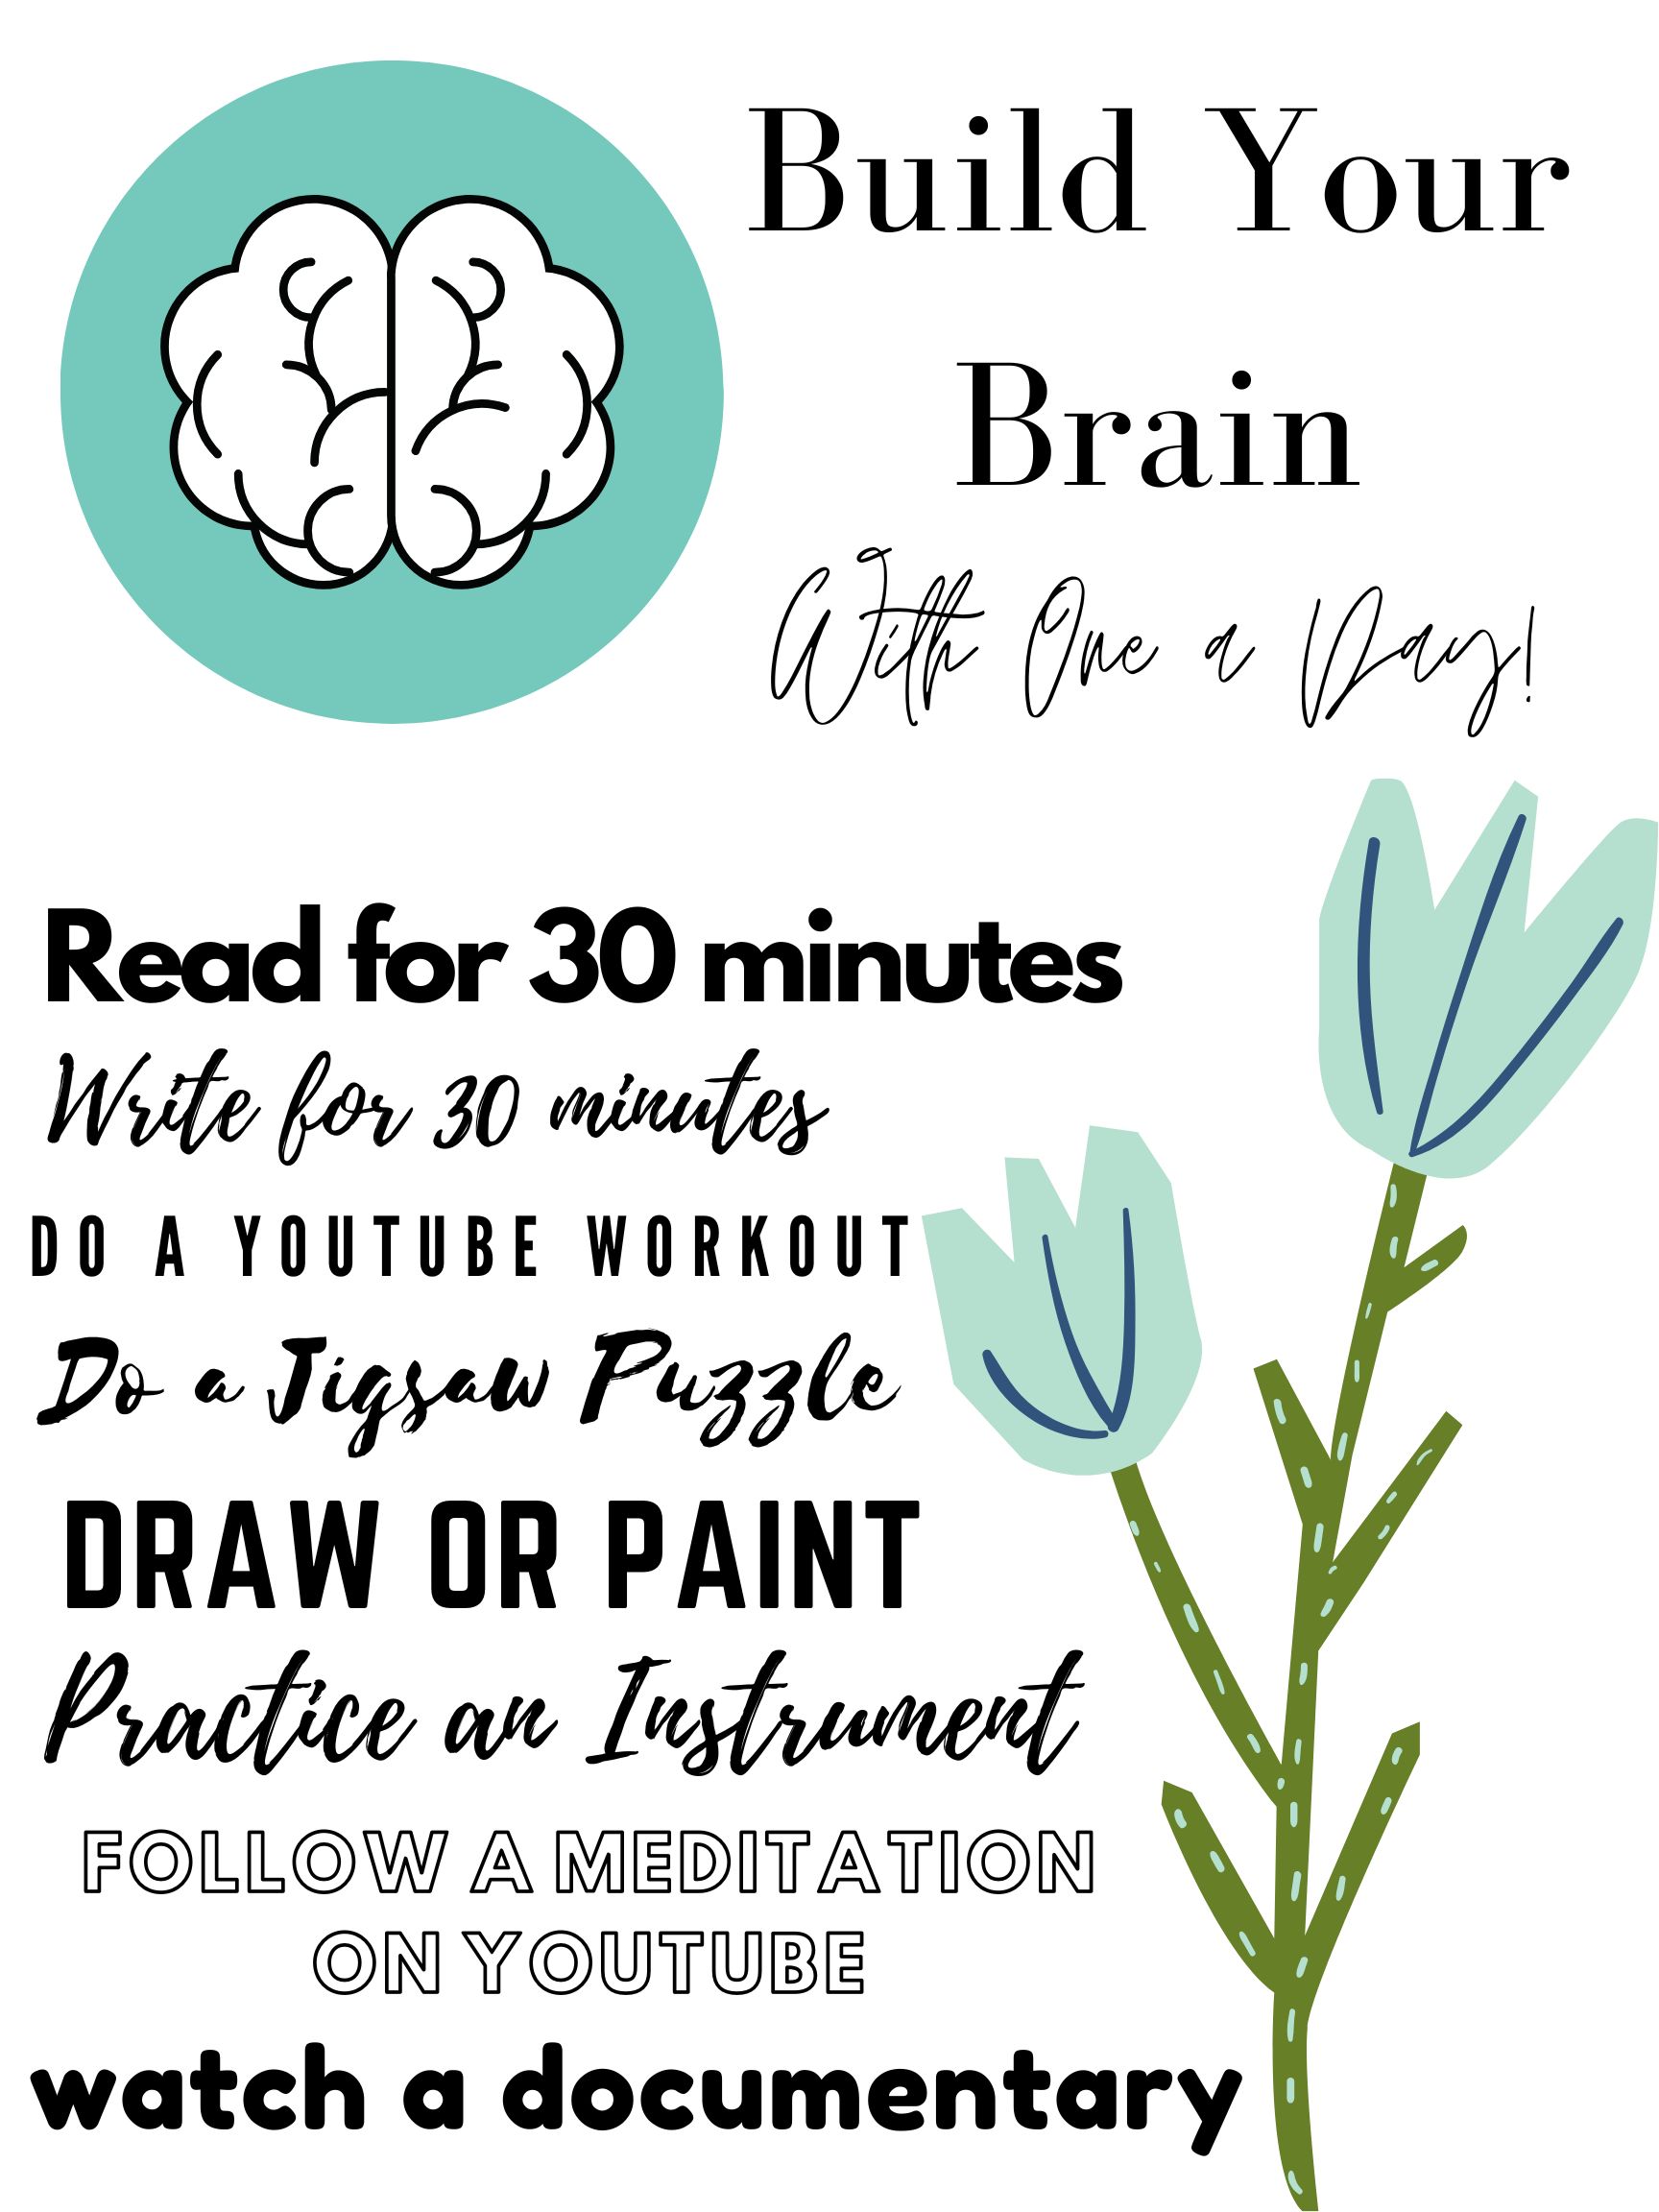 Build Your
Brain
With One a Day!
Read for 30 minutes
Write for 30 minutes
DO A YOUTUBE WORKOUT
Do a Jigsaw Puzzle
DRAW OR PAINT
Practice an Instrument
FOLLOW A MEDITATION
ON YOUTUBE
watch a documentary